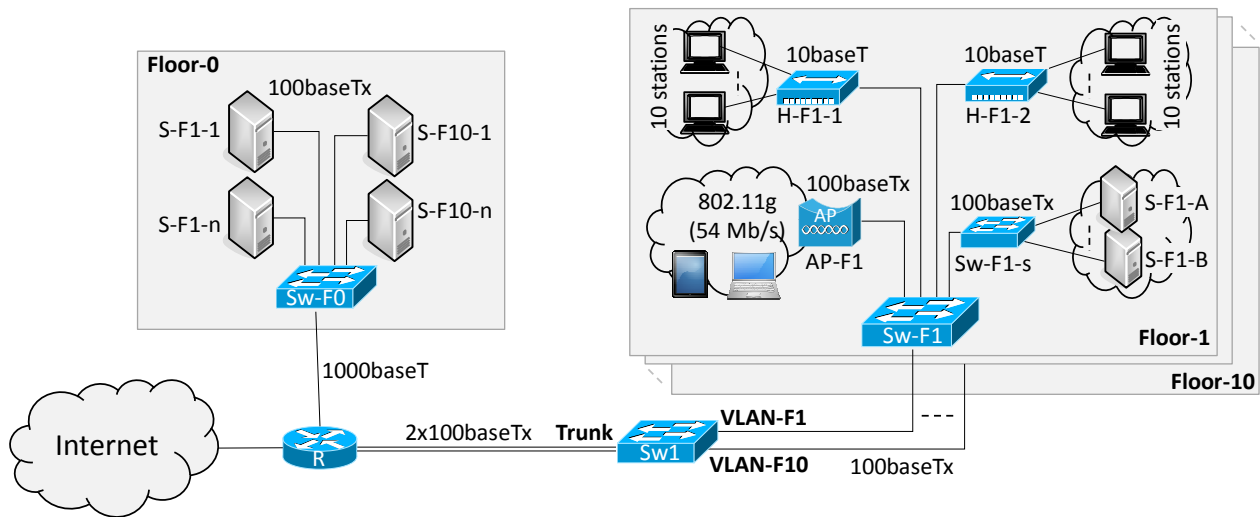 Floor-0
100baseTx
S-F1-1
S-F10-1
S-F1-n
S-F10-n
Sw-F0
1000baseT
Internet
R
2x100baseTx
Trunk
Sw1
VLAN-F1
VLAN-F10
100baseTx
10 stations
10baseT
H-F1-1
10baseT
H-F1-2
10 stations
802.11g
(54 Mb/s)
100baseTx
AP
AP-F1
100baseTx
Sw-F1-s
S-F1-A
S-F1-B
Sw-F1
Floor-1
Floor-10